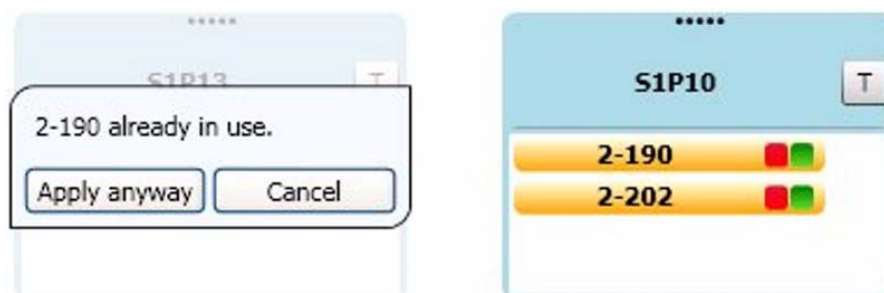 S1P13 T
2-190 already in use.
Apply anyway Cancel
S1P10 T
2-190
2-202